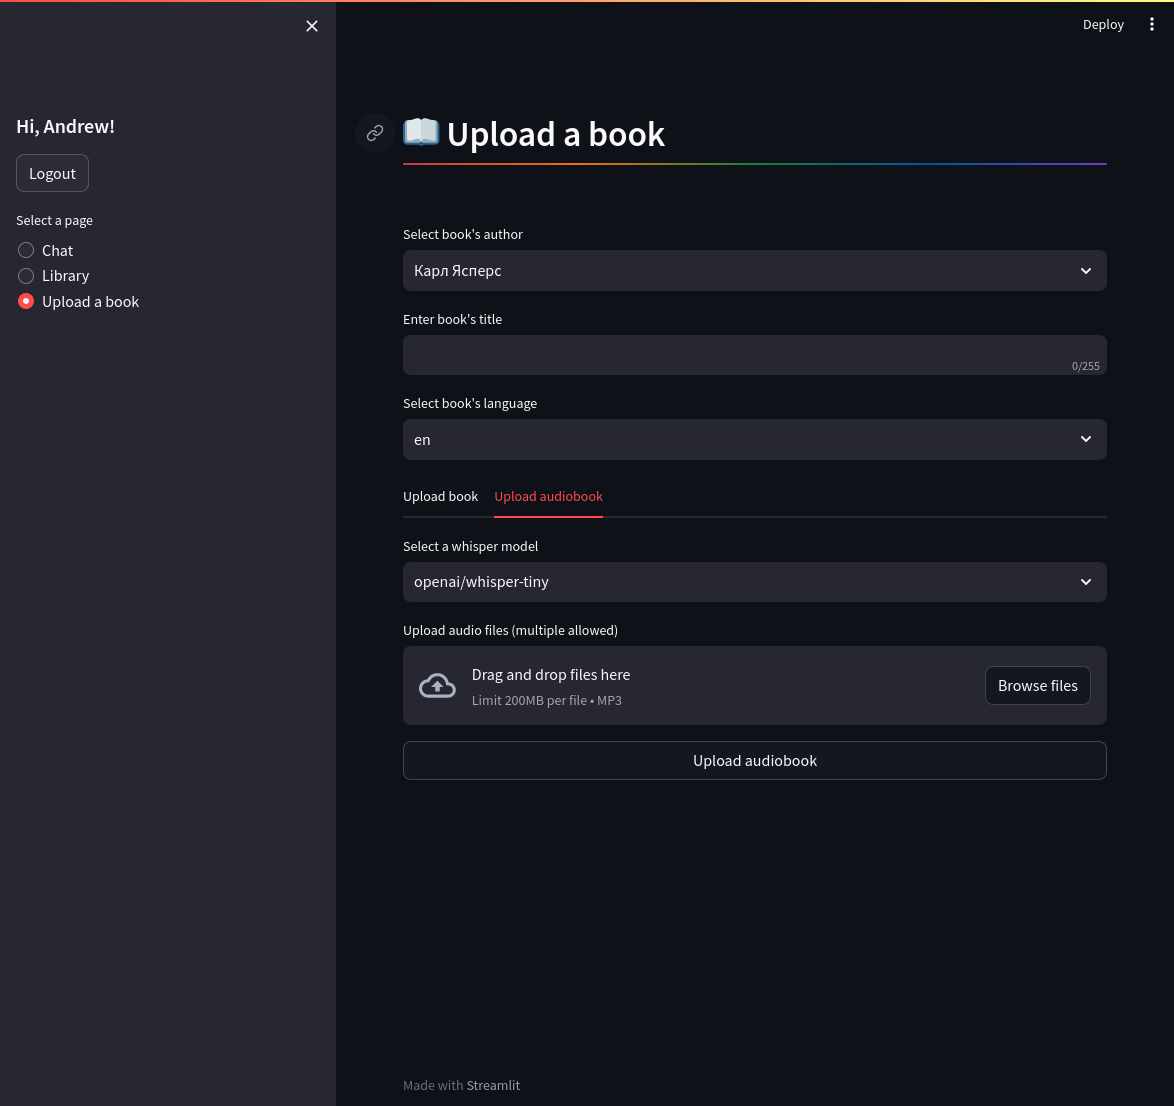 Deploy
Hi, Andrew!
Logout
Select a page
Chat
Library
Upload a book
Upload a book
Select book's author
Карл Ясперс
Enter book's title
0/255
Select book's language
en
Upload book Upload audiobook
Select a whisper model
openai/whisper-tiny
Upload audio files (multiple allowed)
Drag and drop files here
Limit 200MB per file • MP3
Browse files
Upload audiobook
Made with Streamlit